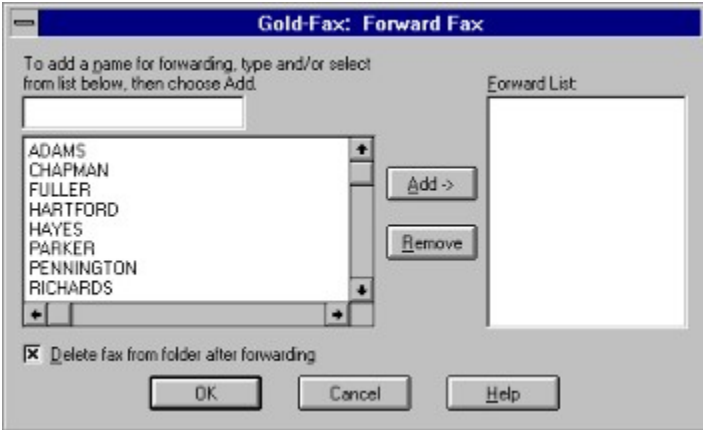 Gold-Fax: Forward Fax
To add a name for forwarding, type and/or select
from list below, then choose Add.
Forward List:
ADAMS
CHAPMAN
FULLER
HARTFORD
HAYES
PARKER
PENNINGTON
RICHARDS
Add ->
Remove
Delete fax from folder after forwarding
OK
Cancel
Help